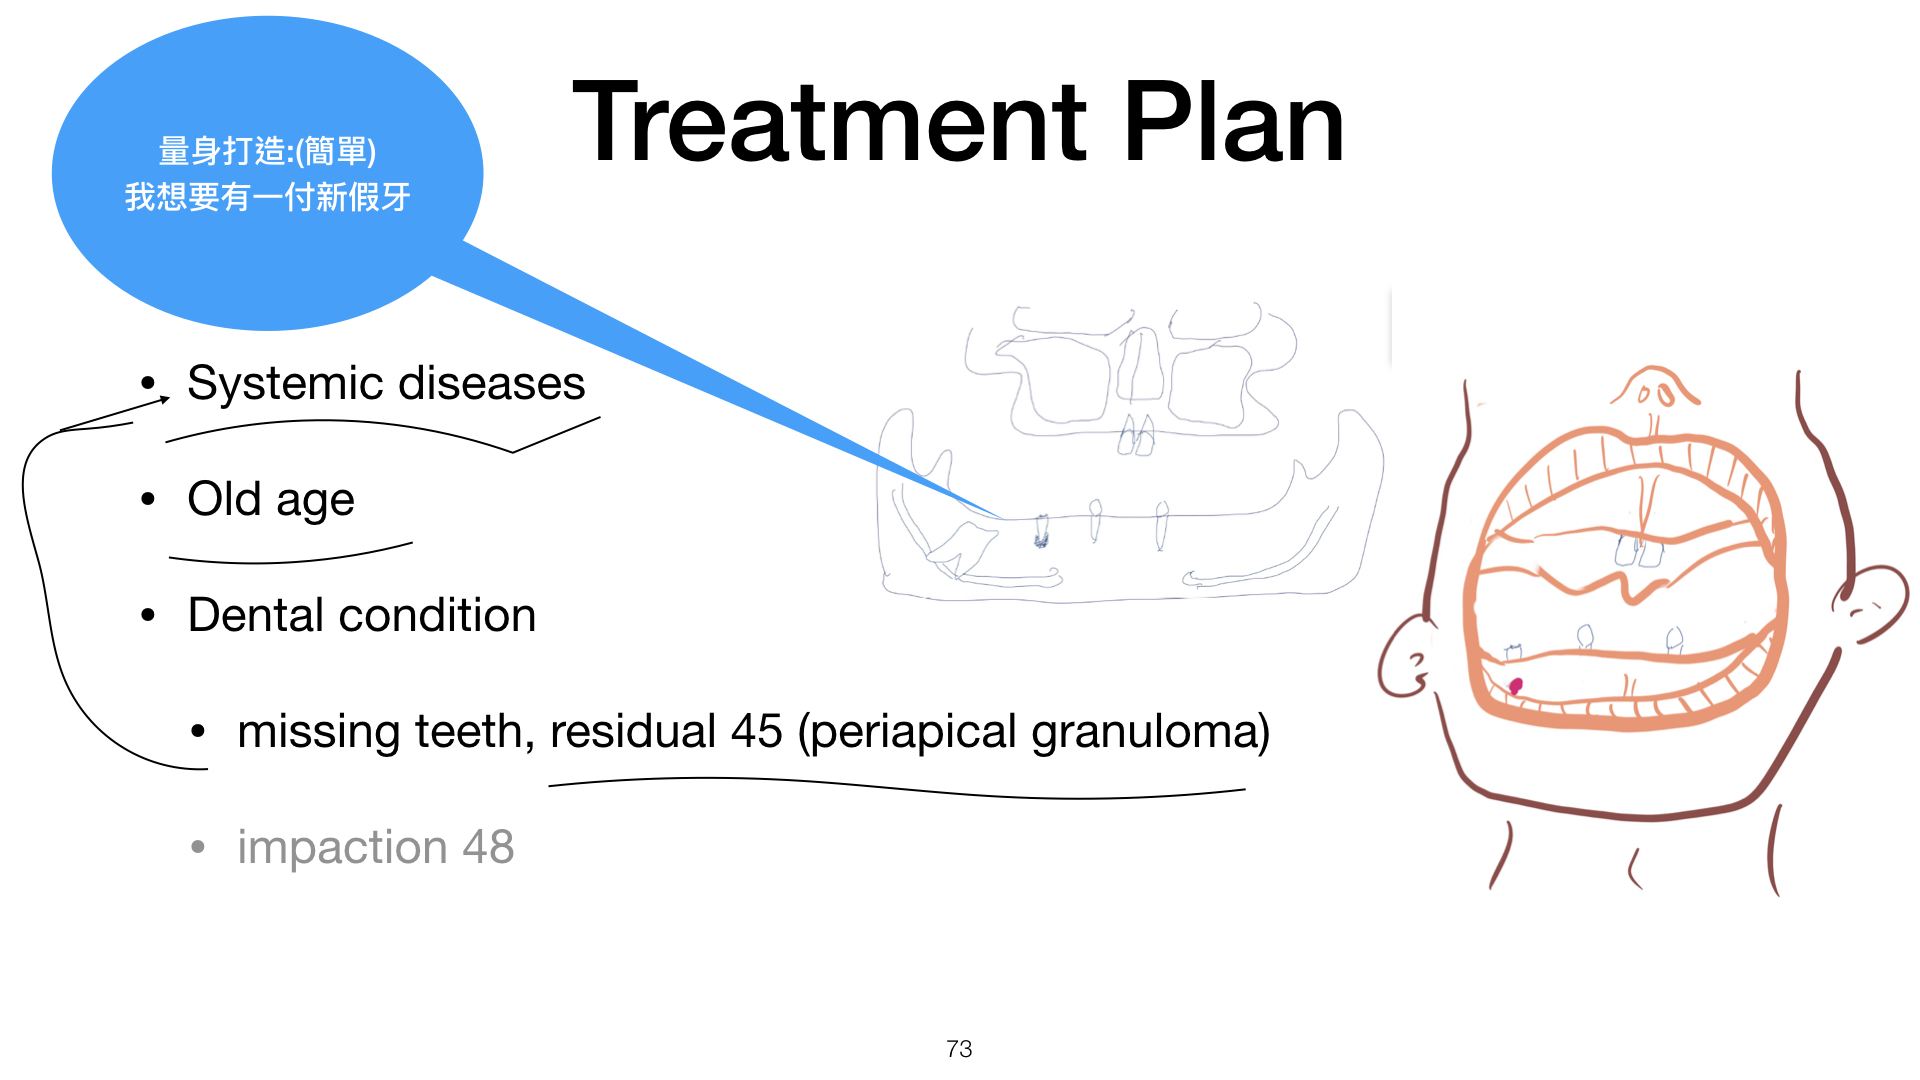 Treatment Plan
量身打造:(簡單)
我想要有一付新假牙
• Systemic diseases
• Old age
• Dental condition
• missing teeth, residual 45 (periapical granuloma)
• impaction 48
73